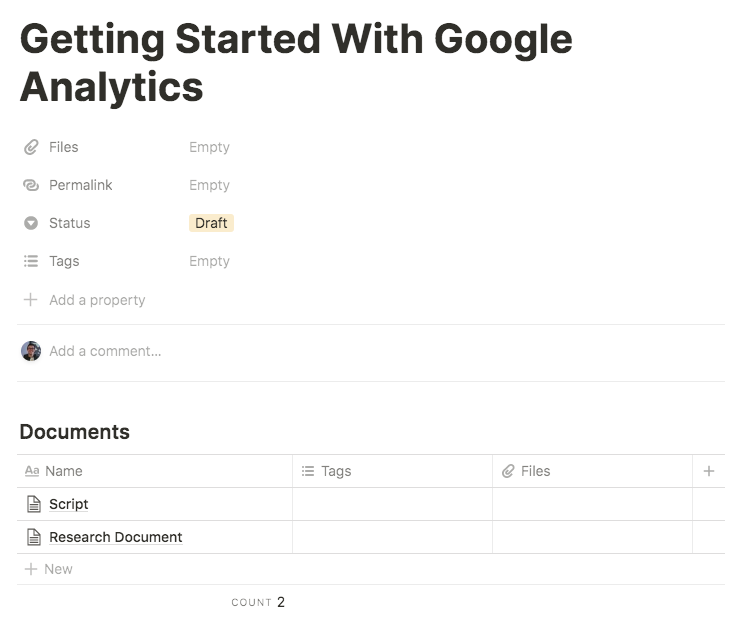 Getting Started With Google
Analytics
Files Empty
Permalink Empty
Status Draft
Tags Empty
Add a property
Add a comment...
Documents
Aa Name Tags Files
Script
Research Document
New
COUNT 2